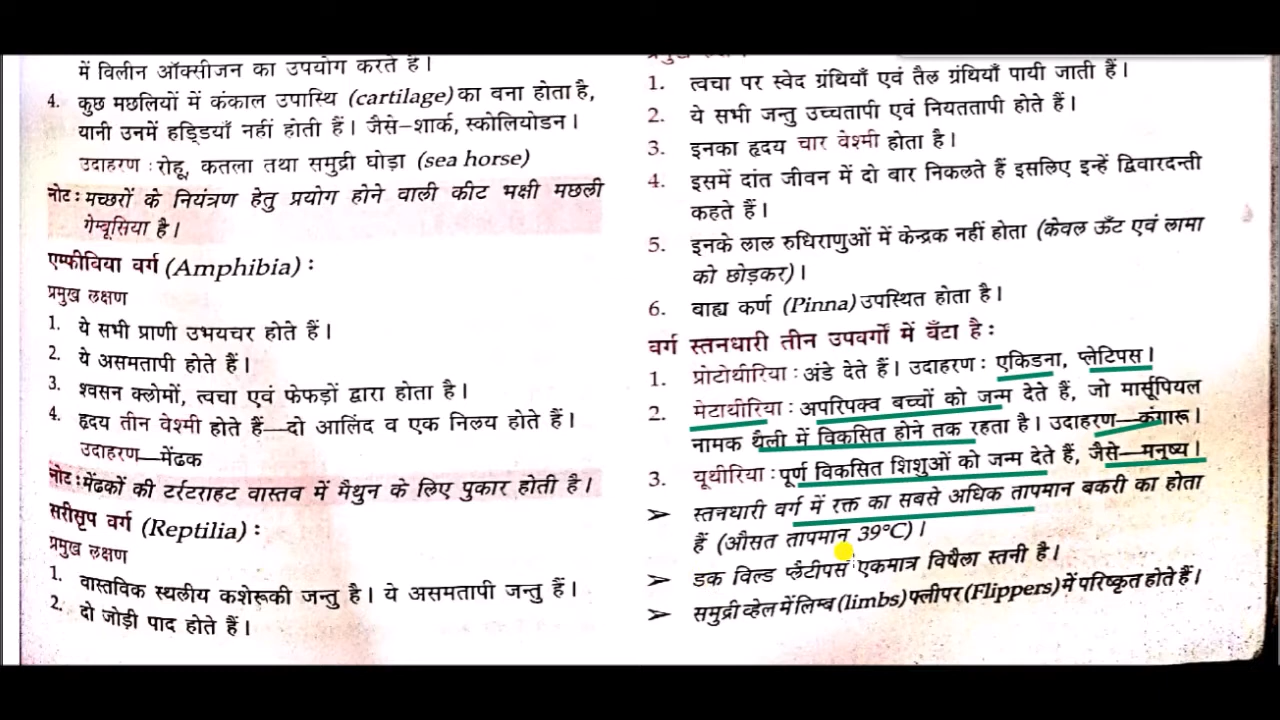 में विलीन ऑक्सीजन का उपयोग करते हैं।
4. कुछ मछलियों में कंकाल उपास्थि (cartilage) का बना होता है,
यानी उनमें हड्डियाँ नहीं होती हैं। जैसे–शार्क, स्कोलियोडन।
उदाहरण : रोहू, कतला तथा समुद्री घोड़ा (sea horse)
नोट : मच्छरों के नियंत्रण हेतु प्रयोग होने वाली कीट भक्षी मछली
गेम्बूसिया है।
एम्फीबिया वर्ग (Amphibia) :
प्रमुख लक्षण
1. ये सभी प्राणी उभयचर होते हैं।
2. ये असमतापी होते हैं।
3. श्वसन क्लोमों, त्वचा एवं फेफड़ों द्वारा होता है।
4. हृदय तीन वेश्मी होते हैं—दो आलिंद व एक निलय होते हैं।
उदाहरण—मेंढक
नोट : मेंढकों की टर्रटराहट वास्तव में मैथुन के लिए पुकार होती है।
सरीसृप वर्ग (Reptilia) :
प्रमुख लक्षण
1. वास्तविक स्थलीय कशेरूकी जन्तु है। ये असमतापी जन्तु हैं।
2. दो जोड़ी पाद होते हैं।
1. त्वचा पर स्वेद ग्रंथियाँ एवं तैल ग्रंथियाँ पायी जाती हैं।
2. ये सभी जन्तु उच्चतापी एवं नियततापी होते हैं।
3. इनका हृदय चार वेश्मी होता है।
4. इसमें दांत जीवन में दो बार निकलते हैं इसलिए इन्हें द्विवारदन्ती
कहते हैं।
5. इनके लाल रुधिराणुओं में केन्द्रक नहीं होता (केवल ऊँट एवं लामा
को छोड़कर)।
6. बाह्य कर्ण (Pinna) उपस्थित होता है।
वर्ग स्तनधारी तीन उपवर्गों में बँटा है :
1. प्रोटोथीरिया : अंडे देते हैं। उदाहरण : एकिडना, प्लेटिपस।
2. मेटाथीरिया : अपरिपक्व बच्चों को जन्म देते हैं, जो मार्सूपियल
नामक थैली में विकसित होने तक रहता है। उदाहरण—कंगारू।
3. यूथीरिया : पूर्ण विकसित शिशुओं को जन्म देते हैं, जैसे—मनुष्य।
➤ स्तनधारी वर्ग में रक्त का सबसे अधिक तापमान बकरी का होता
हैं (औसत तापमान 39°C)।
➤ डक विल्ड प्लैटीपस एकमात्र विषैला स्तनी है।
➤ समुद्री व्हेल में लिम्ब (limbs) फ्लीपर (Flippers) में परिष्कृत होते हैं।